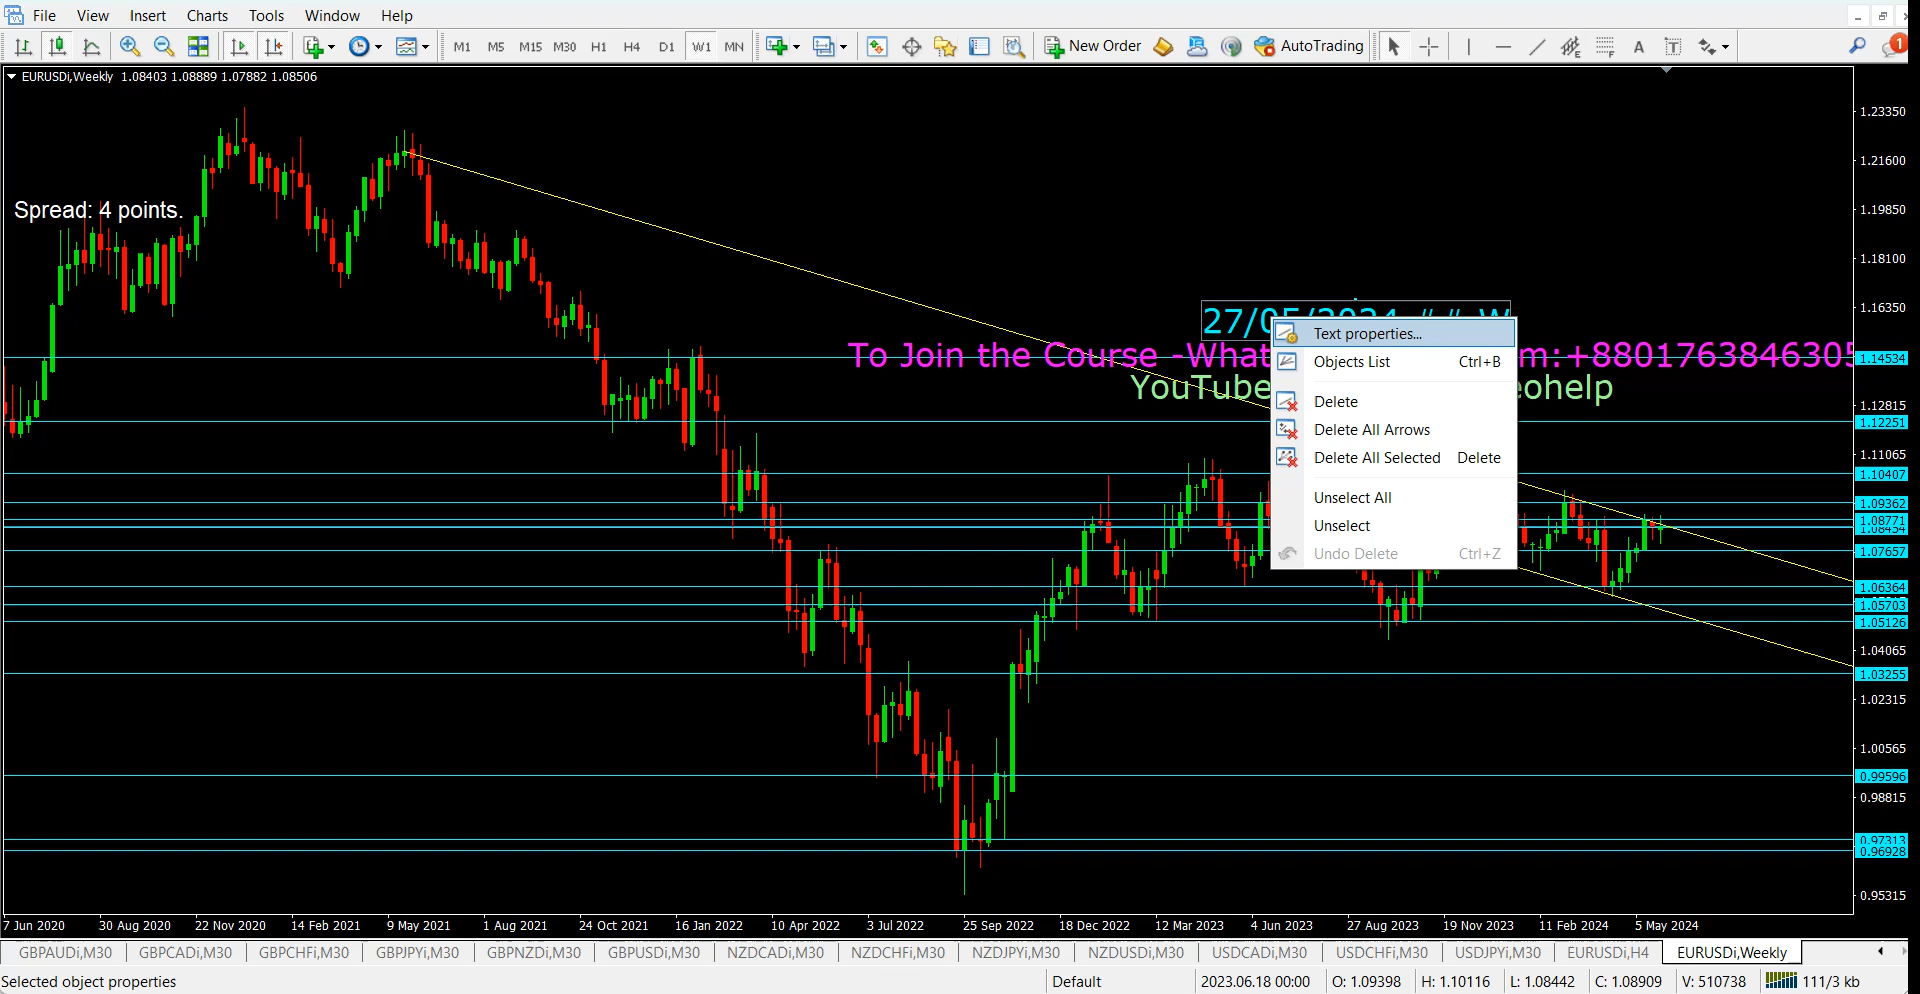 File View Insert Charts Tools Window Help
M1 M5 M15 M30 H1 H4 D1 W1 MN New Order AutoTrading A T 1
EURUSDi,Weekly 1.08403 1.08889 1.07882 1.08506
Spread: 4 points.
27/05/2024 # # W
To Join the Course -What
m:+8801763846305
YouTube
eohelp
Text properties...
Objects List Ctrl+B
Delete
Delete All Arrows
Delete All Selected Delete
Unselect All
Unselect
Undo Delete Ctrl+Z
1.23350
1.21600
1.19850
1.18100
1.16350
1.14534
1.12815
1.12251
1.11065
1.10407
1.09362
1.08771
1.07657
1.06364
1.05703
1.05126
1.04065
1.03255
1.02315
1.00565
0.99596
0.98815
0.97313
0.96928
0.95315
7 Jun 2020 30 Aug 2020 22 Nov 2020 14 Feb 2021 9 May 2021 1 Aug 2021 24 Oct 2021 16 Jan 2022 10 Apr 2022 3 Jul 2022 25 Sep 2022 18 Dec 2022 12 Mar 2023 4 Jun 2023 27 Aug 2023 19 Nov 2023 11 Feb 2024 5 May 2024
GBPAUDi,M30 GBPCADi,M30 GBPCHFi,M30 GBPJPYi,M30 GBPNZDi,M30 GBPUSDi,M30 NZDCADi,M30 NZDCHFi,M30 NZDJPYi,M30 NZDUSDi,M30 USDCADi,M30 USDCHFi,M30 USDJPYi,M30 EURUSDi,H4 EURUSDi,Weekly
Selected object properties Default 2023.06.18 00:00 O: 1.09398 H: 1.10116 L: 1.08442 C: 1.08909 V: 510738 111/3 kb